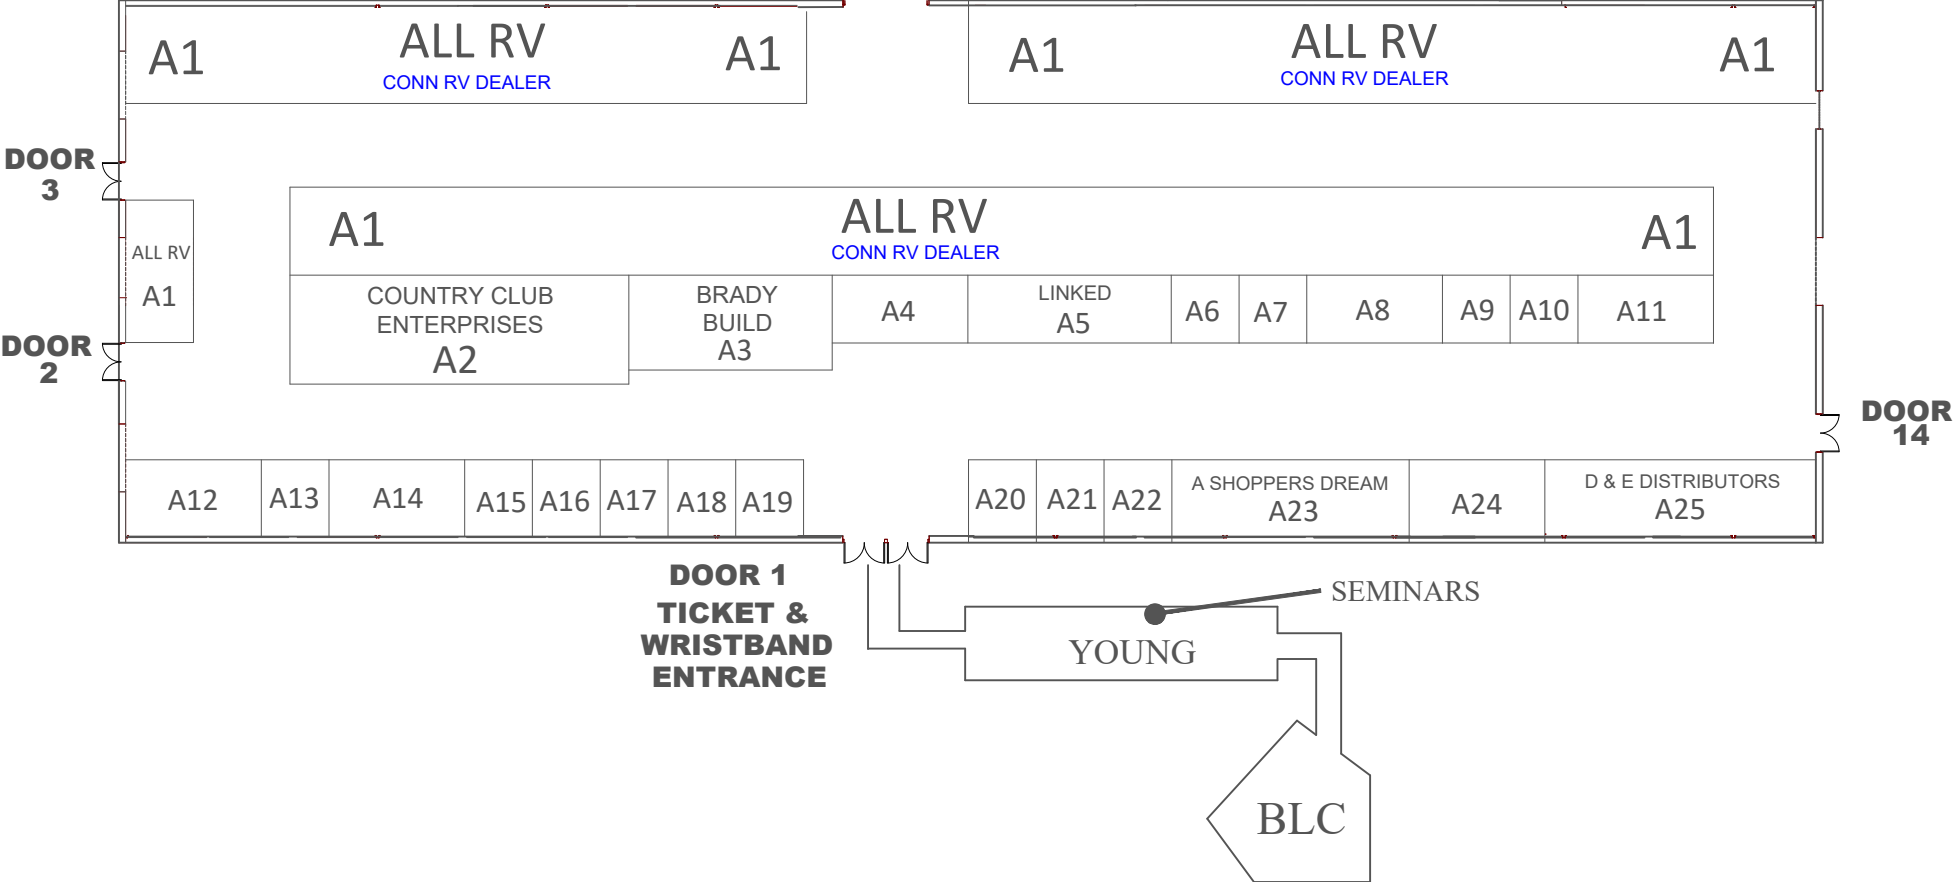 A1
ALL RV
CONN RV DEALER
A1
A1
ALL RV
CONN RV DEALER
A1
DOOR
3
A1
ALL RV
CONN RV DEALER
A1
ALL RV
A1
COUNTRY CLUB
ENTERPRISES
A2
BRADY
BUILD
A3
A4
LINKED
A5
A6
A7
A8
A9
A10
A11
DOOR
2
DOOR
14
A12
A13
A14
A15
A16
A17
A18
A19
A20
A21
A22
A SHOPPERS DREAM
A23
A24
D & E DISTRIBUTORS
A25
DOOR 1
TICKET &
WRISTBAND
ENTRANCE
SEMINARS
YOUNG
BLC